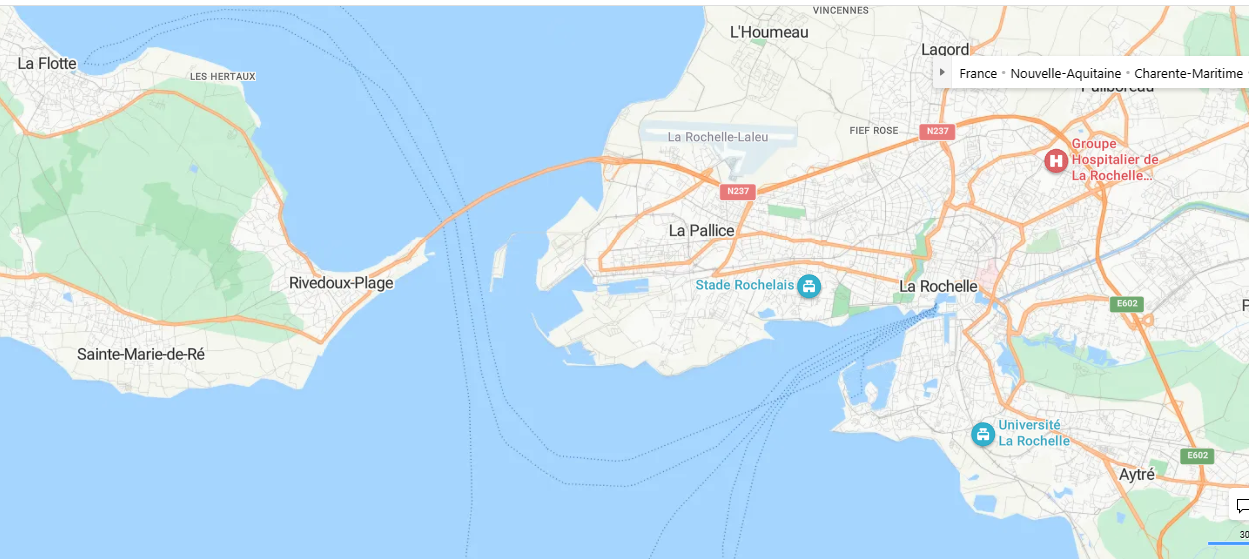 VINCENNES
L'Houmeau
Lagord
La Flotte
LES HERTAUX
France • Nouvelle-Aquitaine • Charente-Maritime
Puilboreau
La Rochelle-Laleu
FIEF ROSE
N237
Groupe
Hospitalier de
La Rochelle...
N237
La Pallice
Rivedoux-Plage
Stade Rochelais
La Rochelle
E602
Sainte-Marie-de-Ré
Université
La Rochelle
E602
Aytré
30